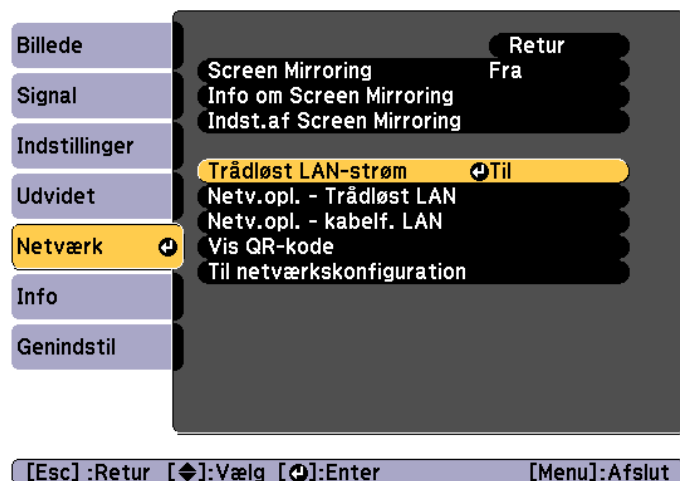 Billede
Signal
Indstillinger
Udvidet
Netværk
Info
Genindstil
Retur
Screen Mirroring Fra
Info om Screen Mirroring
Indst.af Screen Mirroring
Trådløst LAN-strøm Til
Netv.opl. - Trådløst LAN
Netv.opl. - kabelf. LAN
Vis QR-kode
Til netværkskonfiguration
[Esc] :Retur [◆]:Vælg [⏎]:Enter [Menu]:Afslut